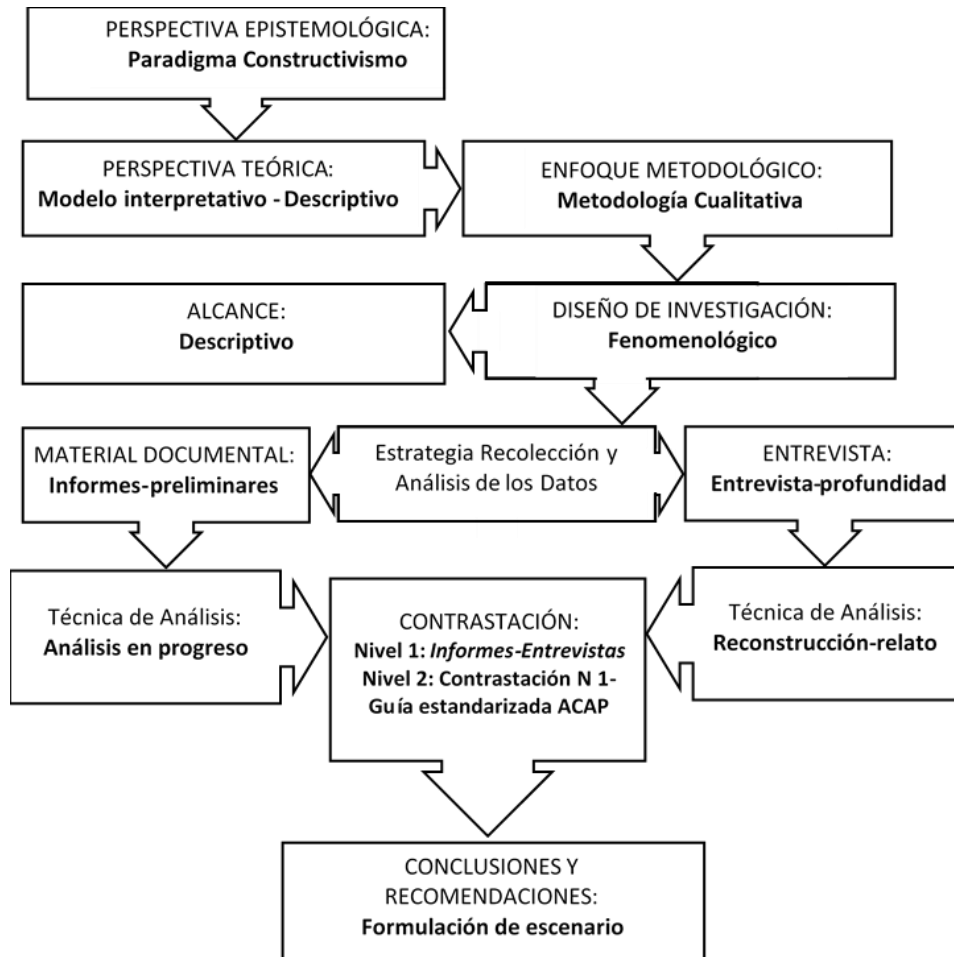 PERSPECTIVA EPISTEMOLÓGICA:
Paradigma Constructivismo
PERSPECTIVA TEÓRICA:
Modelo interpretativo - Descriptivo
ENFOQUE METODOLÓGICO:
Metodología Cualitativa
ALCANCE:
Descriptivo
DISEÑO DE INVESTIGACIÓN:
Fenomenológico
MATERIAL DOCUMENTAL:
Informes-preliminares
Estrategia Recolección y
Análisis de los Datos
ENTREVISTA:
Entrevista-profundidad
Técnica de Análisis:
Análisis en progreso
CONTRASTACIÓN:
Nivel 1: Informes-Entrevistas
Nivel 2: Contrastación N 1-
Guía estandarizada ACAP
Técnica de Análisis:
Reconstrucción-relato
CONCLUSIONES Y
RECOMENDACIONES:
Formulación de escenario